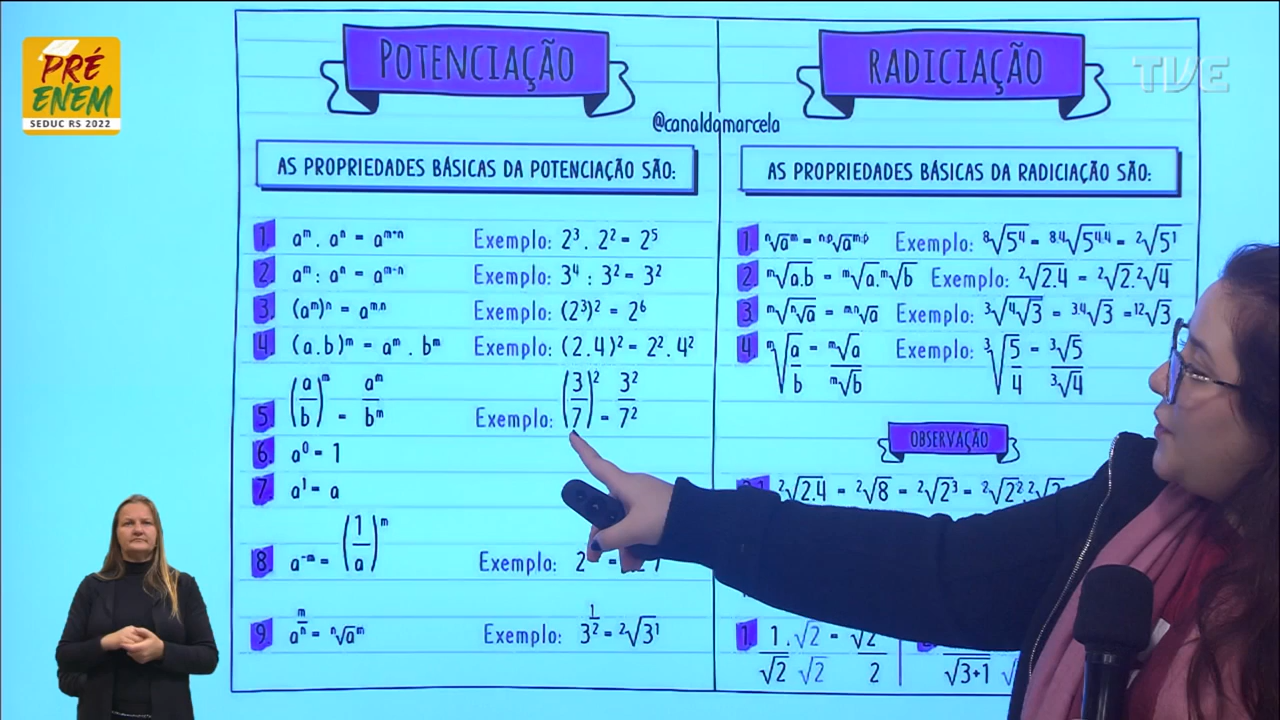 PRÉ
ENEM
SEDUC RS 2022
TVE
POTENCIAÇÃO
@canaldamarcela
AS PROPRIEDADES BÁSICAS DA POTENCIAÇÃO SÃO:
1. aᵐ . aⁿ = aᵐ⁺ⁿ Exemplo: 2³ . 2² = 2⁵
2 aᵐ : aⁿ = aᵐ⁻ⁿ Exemplo: 3⁴ : 3² = 3²
3. (aᵐ)ⁿ = aᵐ·ⁿ Exemplo: (2³)² = 2⁶
4. (a.b)ᵐ = aᵐ . bᵐ Exemplo: (2.4)² = 2² . 4²
5 (a/b)ᵐ = aᵐ/bᵐ Exemplo: (3/7)² = 3²/7²
6. a⁰ = 1
7. a¹ = a
8 a⁻ᵐ = (1/a)ᵐ Exemplo: 2
9 a^(m/n) = ⁿ√aᵐ Exemplo: 3^(1/2) = ²√3¹
RADICIAÇÃO
AS PROPRIEDADES BÁSICAS DA RADICIAÇÃO SÃO:
1. ⁿ√aᵐ = ⁿ·ᵖ√aᵐ·ᵖ Exemplo: ⁸√5⁴ = ⁸·⁴√5⁴·⁴ = ²√5¹
2. ᵐ√a.b = ᵐ√a.ᵐ√b Exemplo: ²√2.4 = ²√2.²√4
3. ᵐ√ⁿ√a = ᵐ·ⁿ√a Exemplo: ³√⁴√3 = ³·⁴√3 = ¹²√3
4. ᵐ√a/b = ᵐ√a/ᵐ√b Exemplo: ³√5/4 = ³√5/³√4
OBSERVAÇÃO
²√2.4 = ²√8 = ²√2³ = ²√2².²√2
1. 1/√2 . √2/√2 = √2/2
√3+1